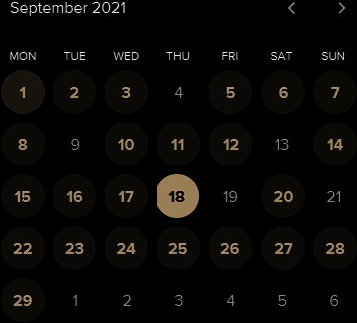 September 2021
MON TUE WED THU FRI SAT SUN
1 2 3 4 5 6 7
8 9 10 11 12 13 14
15 16 17 18 19 20 21
22 23 24 25 26 27 28
29 1 2 3 4 5 6